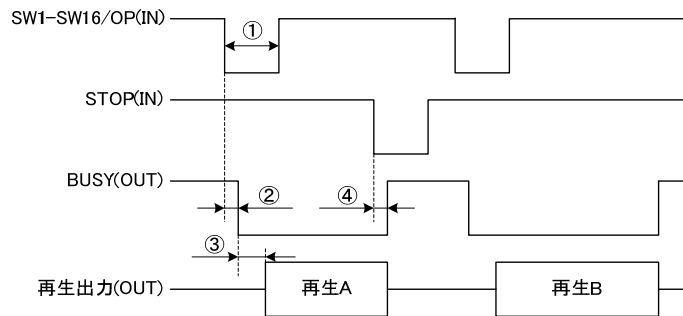 SW1-SW16/OP(IN)
①
STOP(IN)
BUSY(OUT)
②
④
③
再生出力(OUT)
再生A
再生B